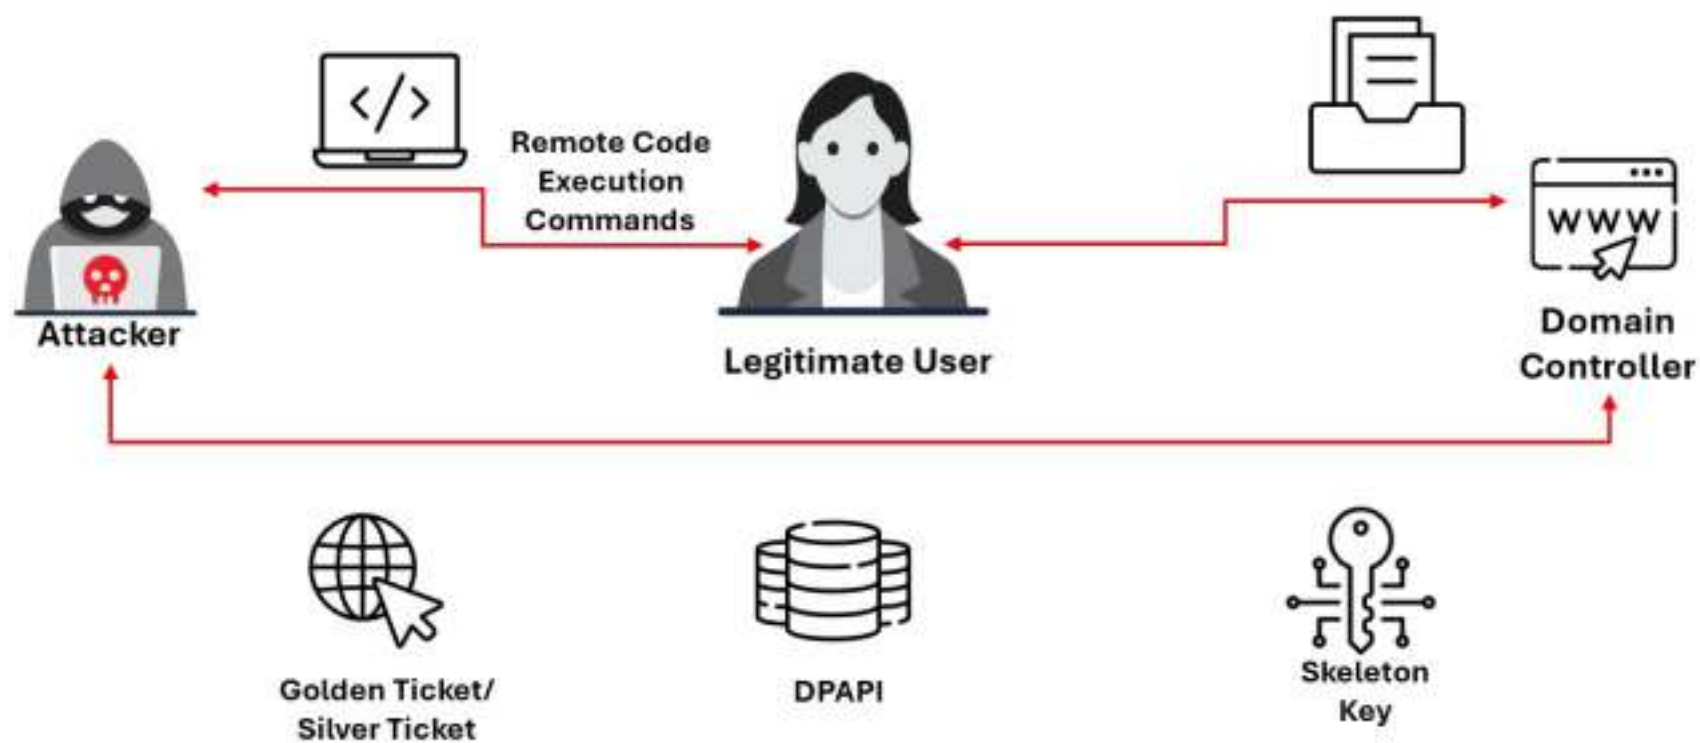 </>
Remote Code
Execution
Commands
WWW
Attacker
Legitimate User
Domain
Controller
Golden Ticket/
Silver Ticket
DPAPI
Skeleton
Key